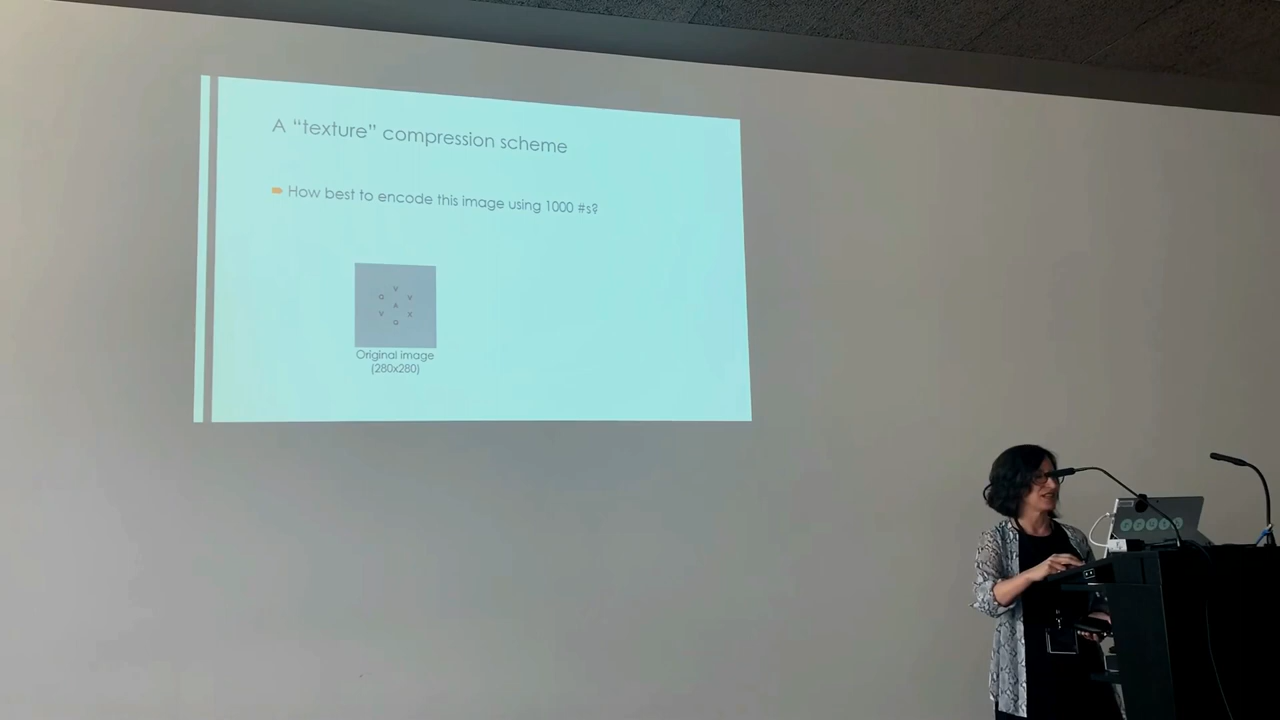 A “texture” compression scheme
How best to encode this image using 1000 #s?
V
Q V
A
V X
Q
Original image
(280x280)